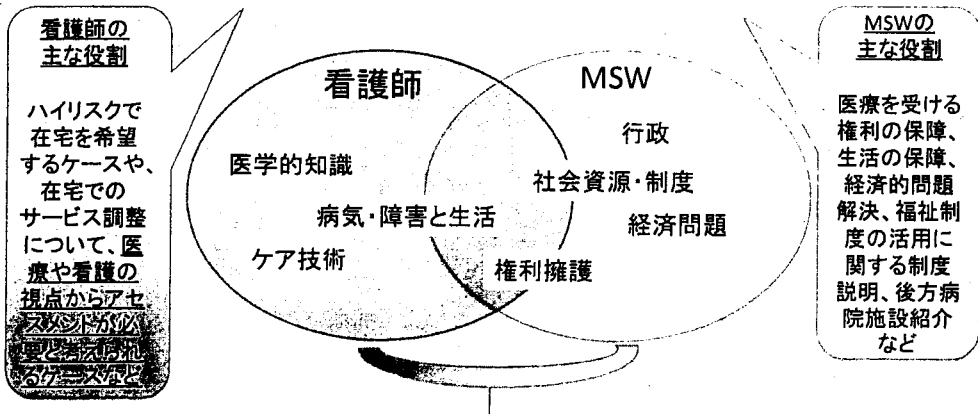 看護師の
主な役割
ハイリスクで
在宅を希望
するケースや、
在宅での
サービス調整
について、医
療や看護の
視点からアセ
スメントが必
要と考えられ
るケースなど
看護師
医学的知識
病気・障害と生活
ケア技術
MSW
行政
社会資源・制度
経済問題
権利擁護
MSWの
主な役割
医療を受ける
権利の保障、
生活の保障、
経済的問題
解決、福祉制
度の活用に
関する制度
説明、後方病
院施設紹介
など